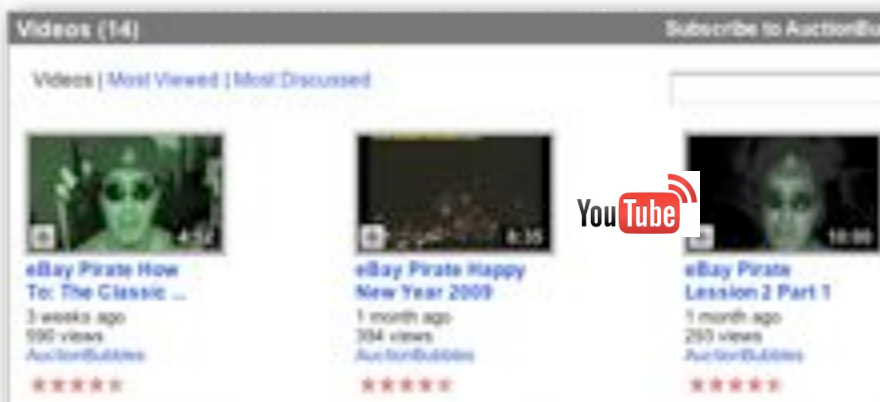 Videos (14)
Subscribe to AuctionBu
Videos | Most Viewed | Most Discussed
4:52
8:35
10:00
YouTube
eBay Pirate How
To: The Classic ...
3 weeks ago
590 views
AuctionBubbles
eBay Pirate Happy
New Year 2009
1 month ago
394 views
AuctionBubbles
eBay Pirate
Lession 2 Part 1
1 month ago
293 views
AuctionBubbles